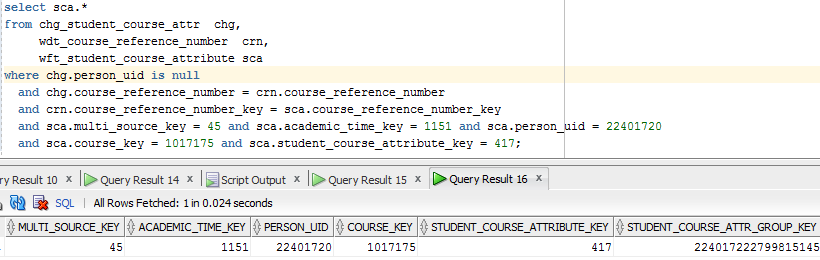 select sca.*
from chg_student_course_attr chg,
wdt_course_reference_number crn,
wft_student_course_attribute sca
where chg.person_uid is null
and chg.course_reference_number = crn.course_reference_number
and crn.course_reference_number_key = sca.course_reference_number_key
and sca.multi_source_key = 45 and sca.academic_time_key = 1151 and sca.person_uid = 22401720
and sca.course_key = 1017175 and sca.student_course_attribute_key = 417;
ry Result 10 x Query Result 14 x Script Output x Query Result 15 x Query Result 16 x
SQL | All Rows Fetched: 1 in 0.024 seconds
MULTI_SOURCE_KEY ACADEMIC_TIME_KEY PERSON_UID COURSE_KEY STUDENT_COURSE_ATTRIBUTE_KEY STUDENT_COURSE_ATTR_GROUP_KEY
45 1151 22401720 1017175 417 224017222799815145